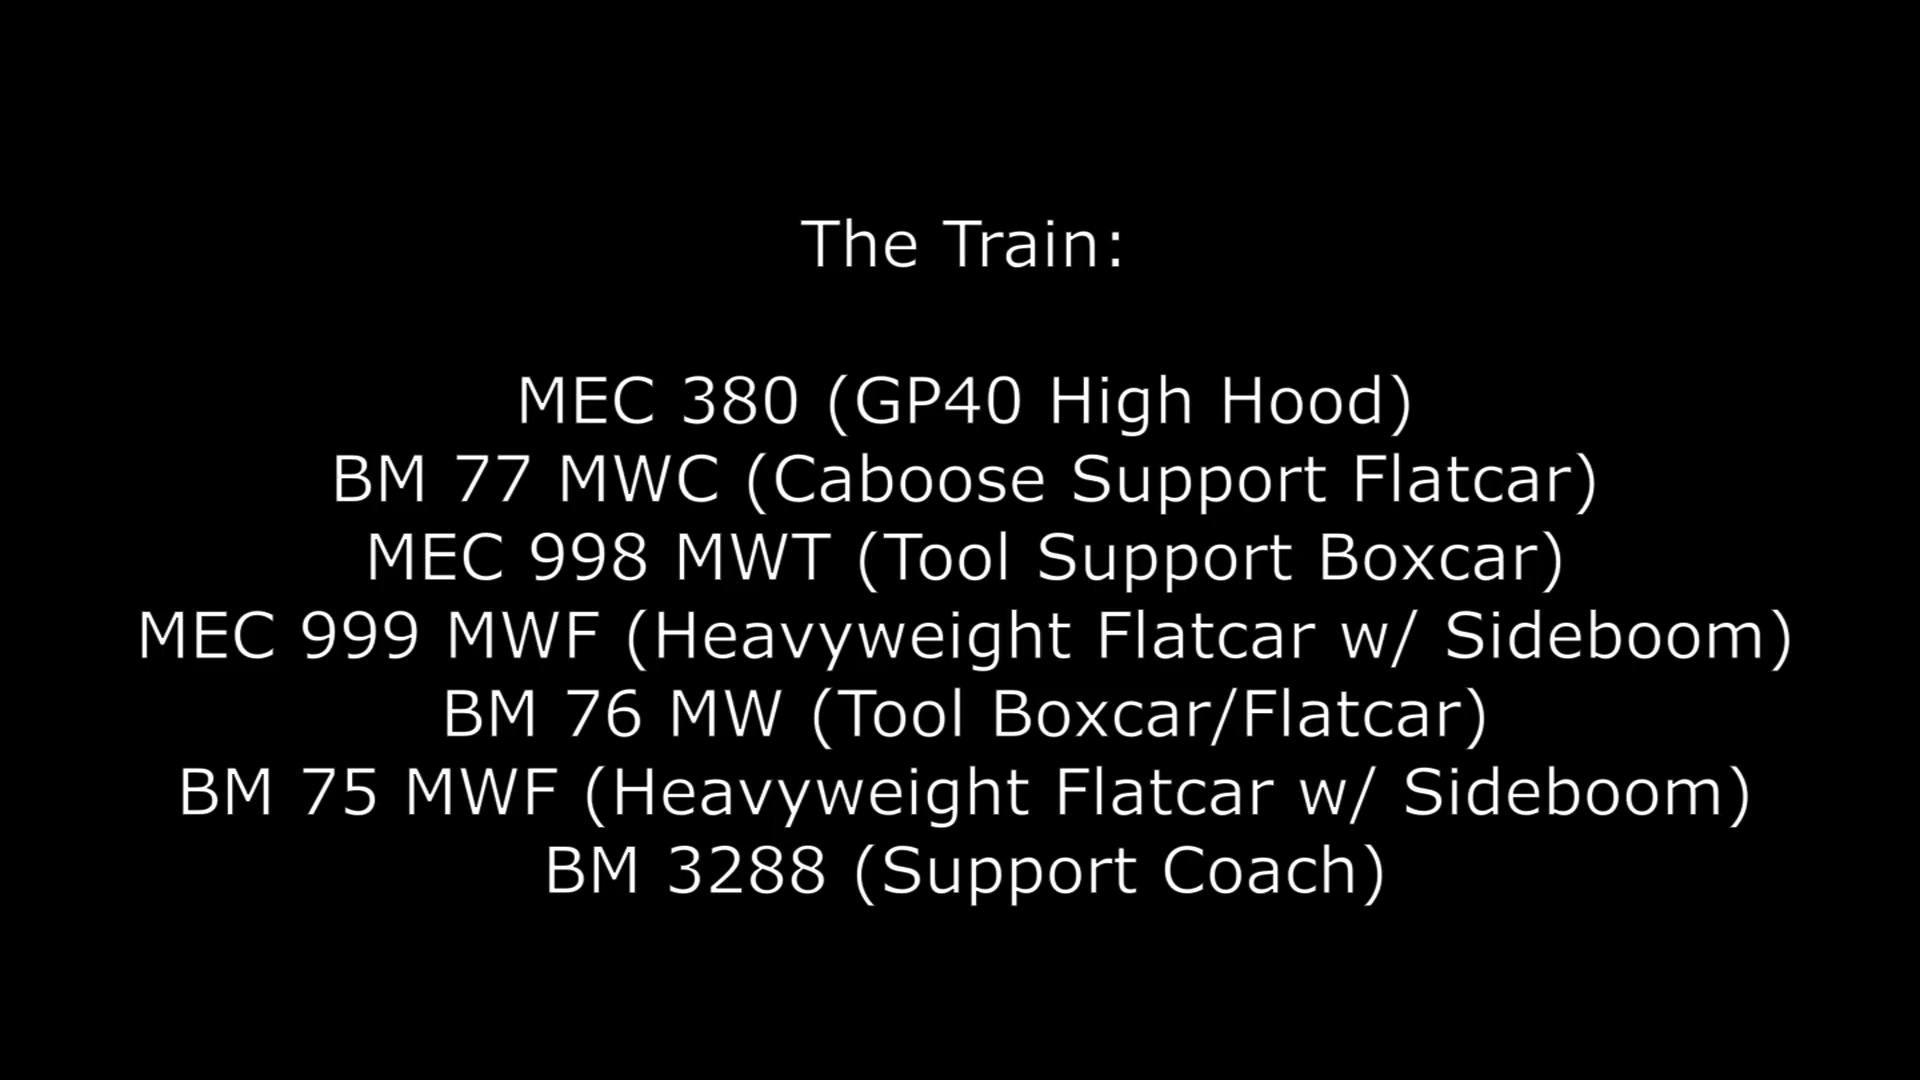 The Train:
MEC 380 (GP40 High Hood)
BM 77 MWC (Caboose Support Flatcar)
MEC 998 MWT (Tool Support Boxcar)
MEC 999 MWF (Heavyweight Flatcar w/ Sideboom)
BM 76 MW (Tool Boxcar/Flatcar)
BM 75 MWF (Heavyweight Flatcar w/ Sideboom)
BM 3288 (Support Coach)